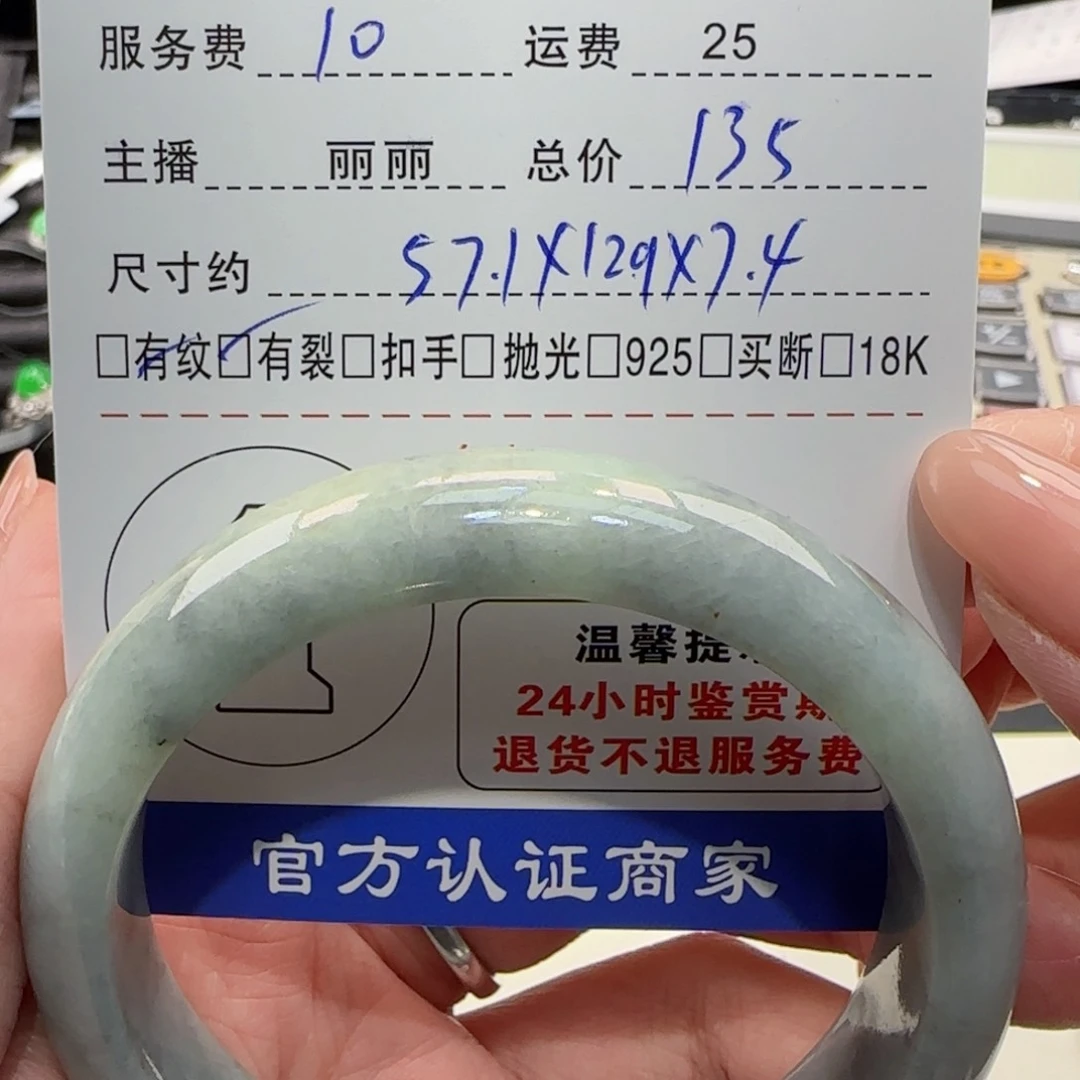 服务费 10 运费 25
主播 丽丽 总价 135
尺寸约 57.1X12.9X7.4
□有纹□有裂□扣手□抛光□925□买断□18K
温馨提
24小时鉴赏期
退货不退服务费
官方认证商家